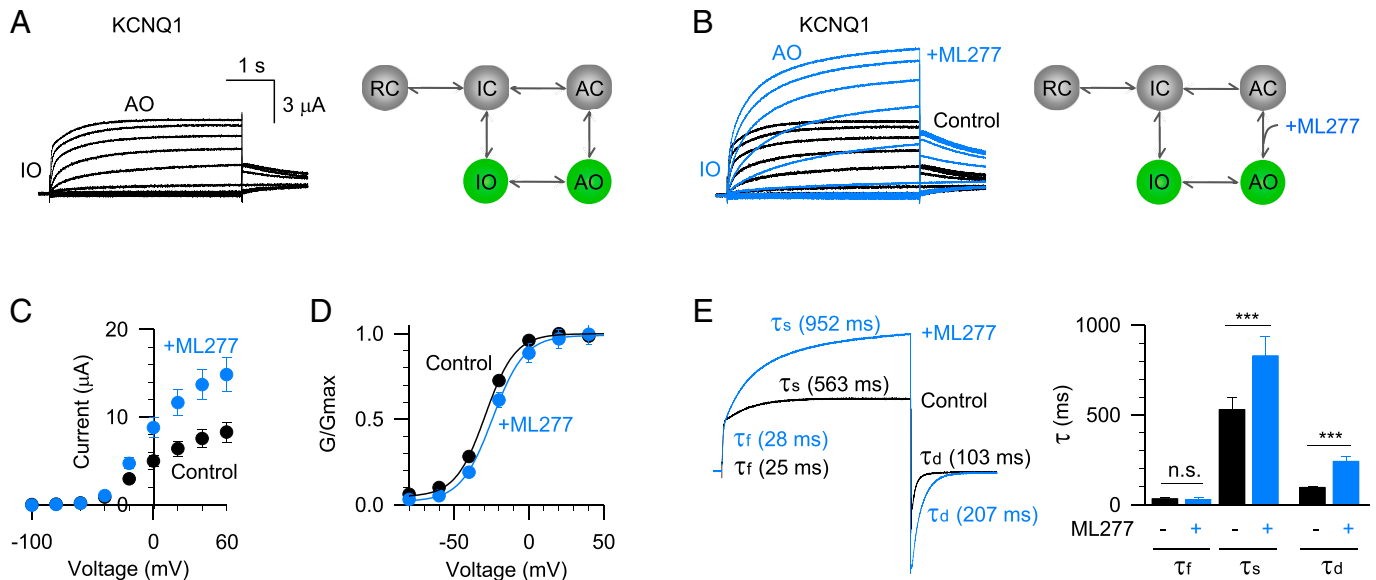 A
KCNQ1
1 s
3 μA
AO
IO
RC
IC
AC
IO
AO
B
KCNQ1
AO
+ML277
Control
IO
RC
IC
AC
+ML277
IO
AO
C
20
10
0
Current (μA)
+ML277
Control
-100
0
60
Voltage (mV)
D
1.0
0.5
0.0
G/Gmax
Control
+ML277
-50
0
50
Voltage (mV)
E
τs (952 ms)
+ML277
τs (563 ms)
Control
τf (28 ms)
τf (25 ms)
τd (103 ms)
τd (207 ms)
1000
500
0
τ (ms)
n.s.
***
***
ML277
- + - + - +
τf τs τd